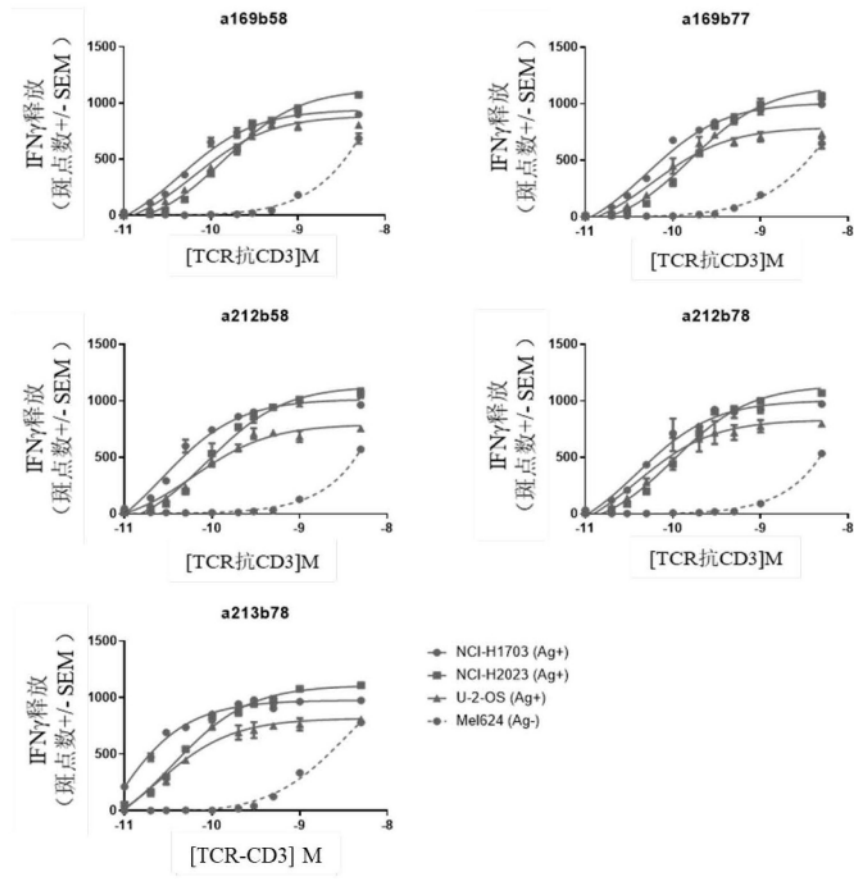 a169b58
IFNγ释放
（斑点数+/- SEM）
1500
1000
500
0
-11
-10
-9
-8
[TCR抗CD3]M
a169b77
IFNγ释放
（斑点数+/- SEM）
1500
1000
500
0
-11
-10
-9
-8
[TCR抗CD3]M
a212b58
IFNγ释放
（斑点数+/- SEM）
1500
1000
500
0
-11
-10
-9
-8
[TCR抗CD3]M
a212b78
IFNγ释放
（斑点数+/- SEM）
1500
1000
500
0
-11
-10
-9
-8
[TCR抗CD3]M
a213b78
IFNγ释放
（斑点数+/- SEM）
1500
1000
500
0
-11
-10
-9
-8
[TCR-CD3] M
NCI-H1703 (Ag+)
NCI-H2023 (Ag+)
U-2-OS (Ag+)
Mel624 (Ag-)